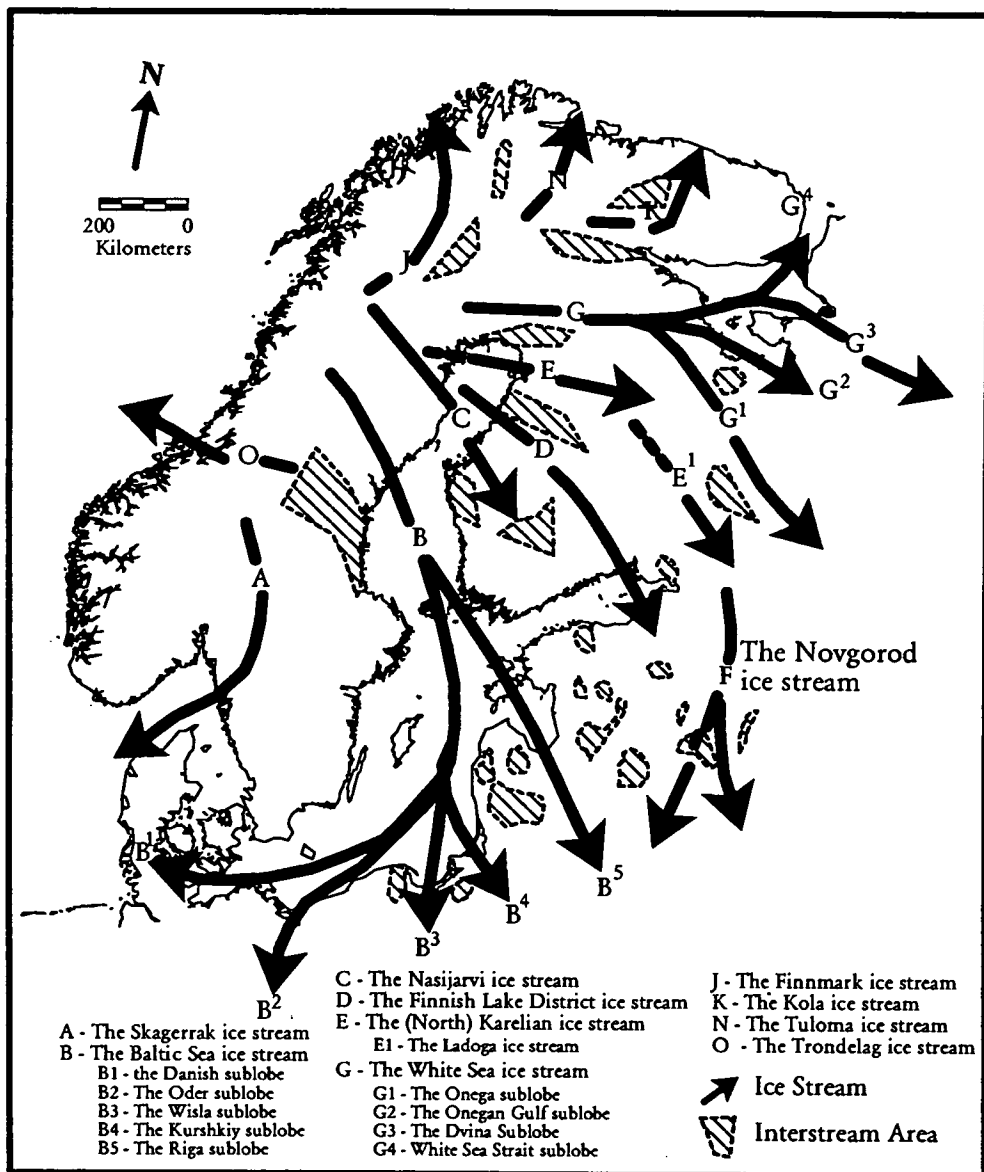 N
200 0
Kilometers
N
K
G4
J
G
G3
E
G2
C
G1
D
O
E1
B
A
The Novgorod
F ice stream
B1
B5
B4
B3
B2
A - The Skagerrak ice stream
B - The Baltic Sea ice stream
B1 - the Danish sublobe
B2 - The Oder sublobe
B3 - The Wisla sublobe
B4 - The Kurshkiy sublobe
B5 - The Riga sublobe
C - The Nasijarvi ice stream
D - The Finnish Lake District ice stream
E - The (North) Karelian ice stream
E1 - The Ladoga ice stream
G - The White Sea ice stream
G1 - The Onega sublobe
G2 - The Onegan Gulf sublobe
G3 - The Dvina Sublobe
G4 - White Sea Strait sublobe
J - The Finnmark ice stream
K - The Kola ice stream
N - The Tuloma ice stream
O - The Trondelag ice stream
Ice Stream
Interstream Area